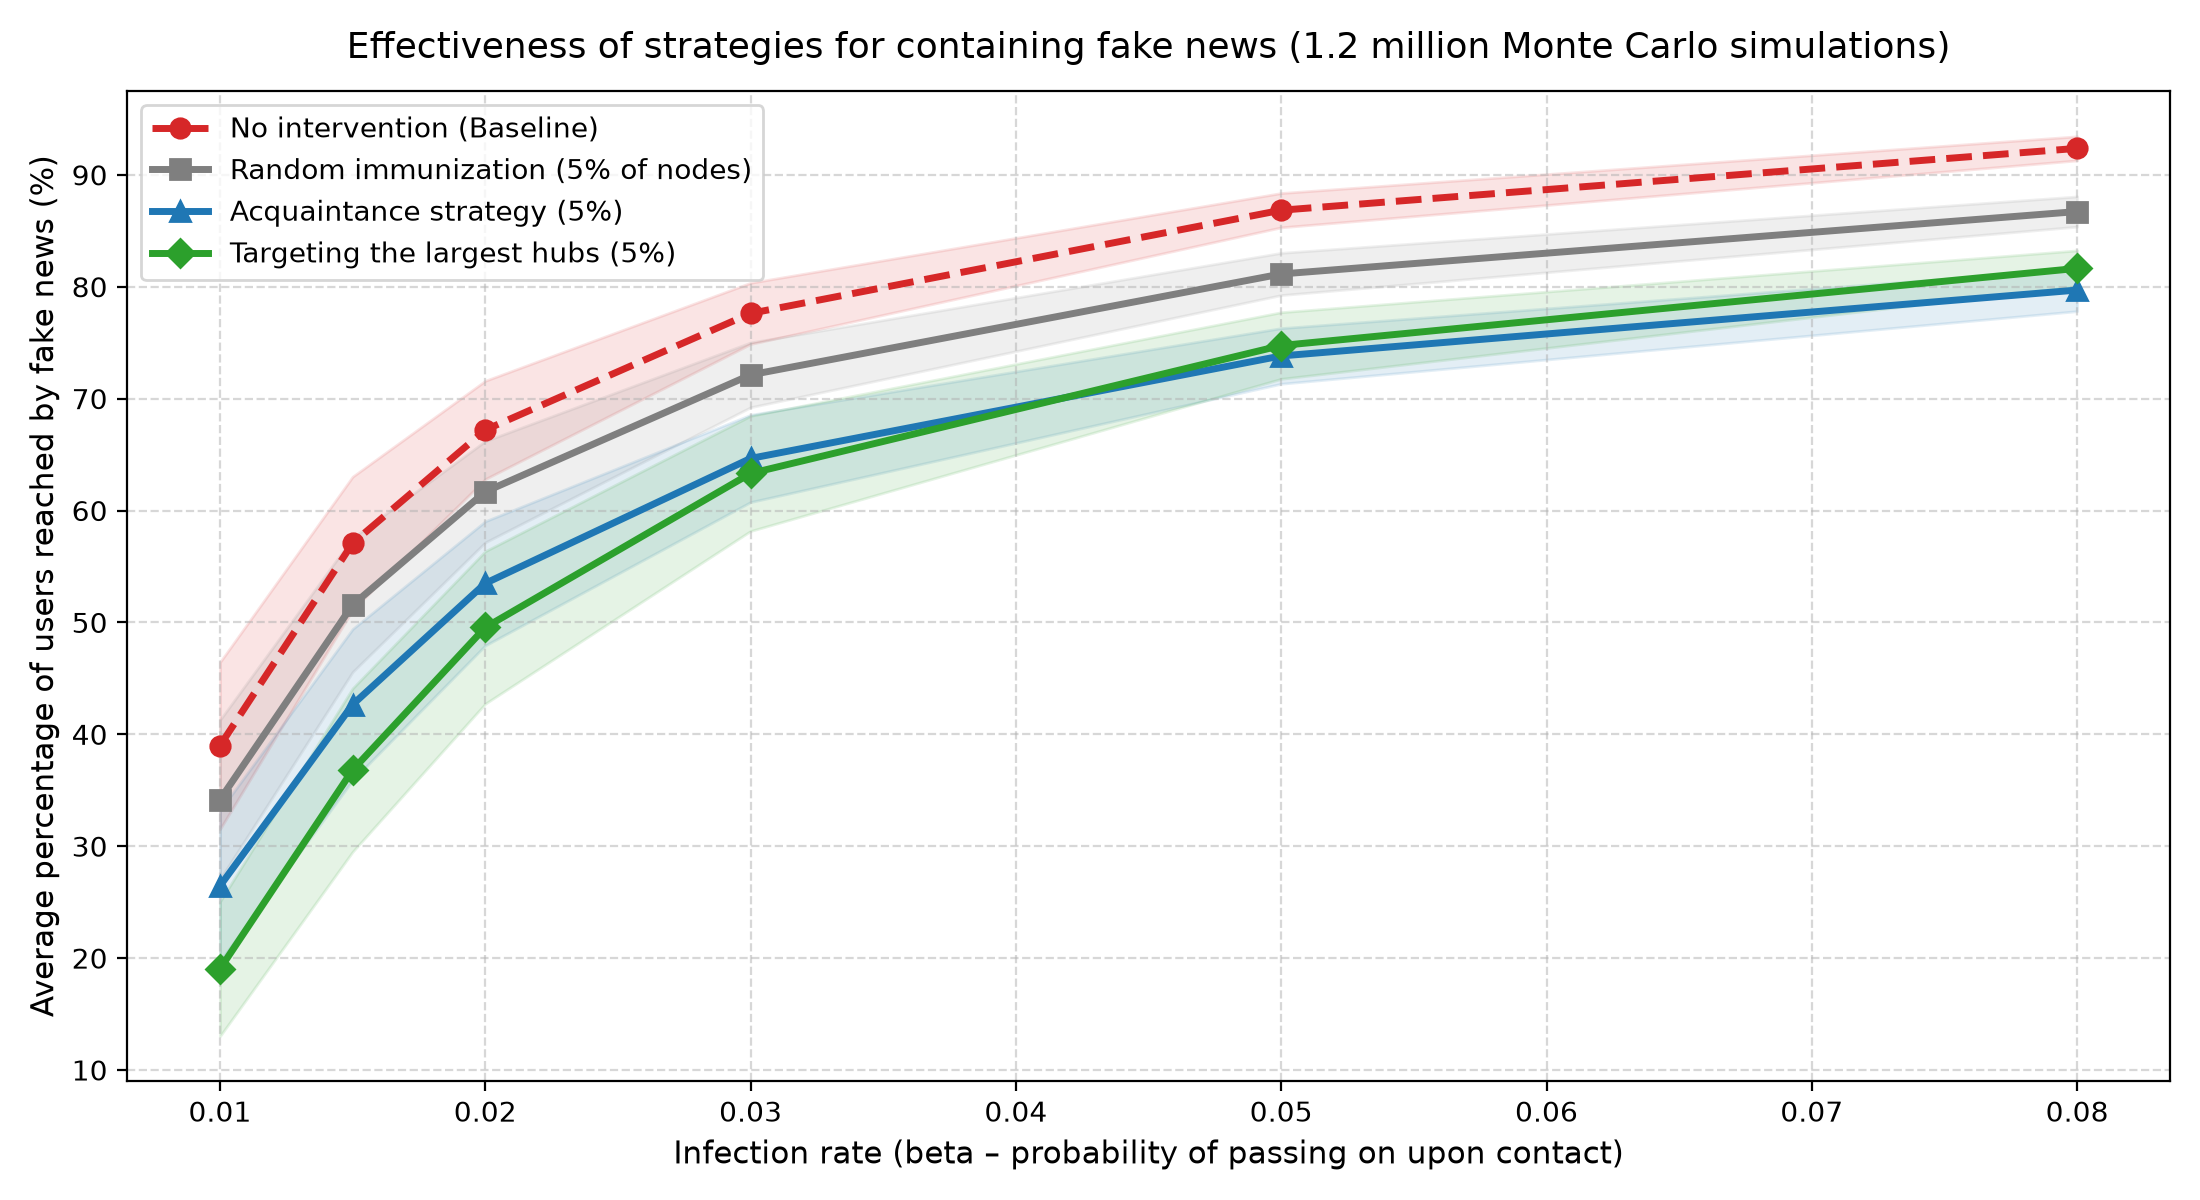 Effectiveness of strategies for containing fake news (1.2 million Monte Carlo simulations)
No intervention (Baseline)
Random immunization (5% of nodes)
Acquaintance strategy (5%)
Targeting the largest hubs (5%)
Average percentage of users reached by fake news (%)
90
80
70
60
50
40
30
20
10
0.01 0.02 0.03 0.04 0.05 0.06 0.07 0.08
Infection rate (beta – probability of passing on upon contact)